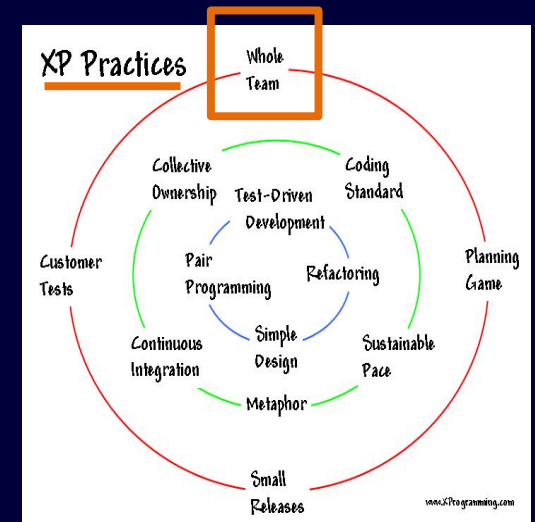 XP Practices
Whole
Team
Collective
Ownership
Coding
Standard
Test-Driven
Development
Customer
Tests
Pair
Programming
Refactoring
Planning
Game
Continuous
Integration
Simple
Design
Sustainable
Pace
Metaphor
Small
Releases
www.XProgramming.com